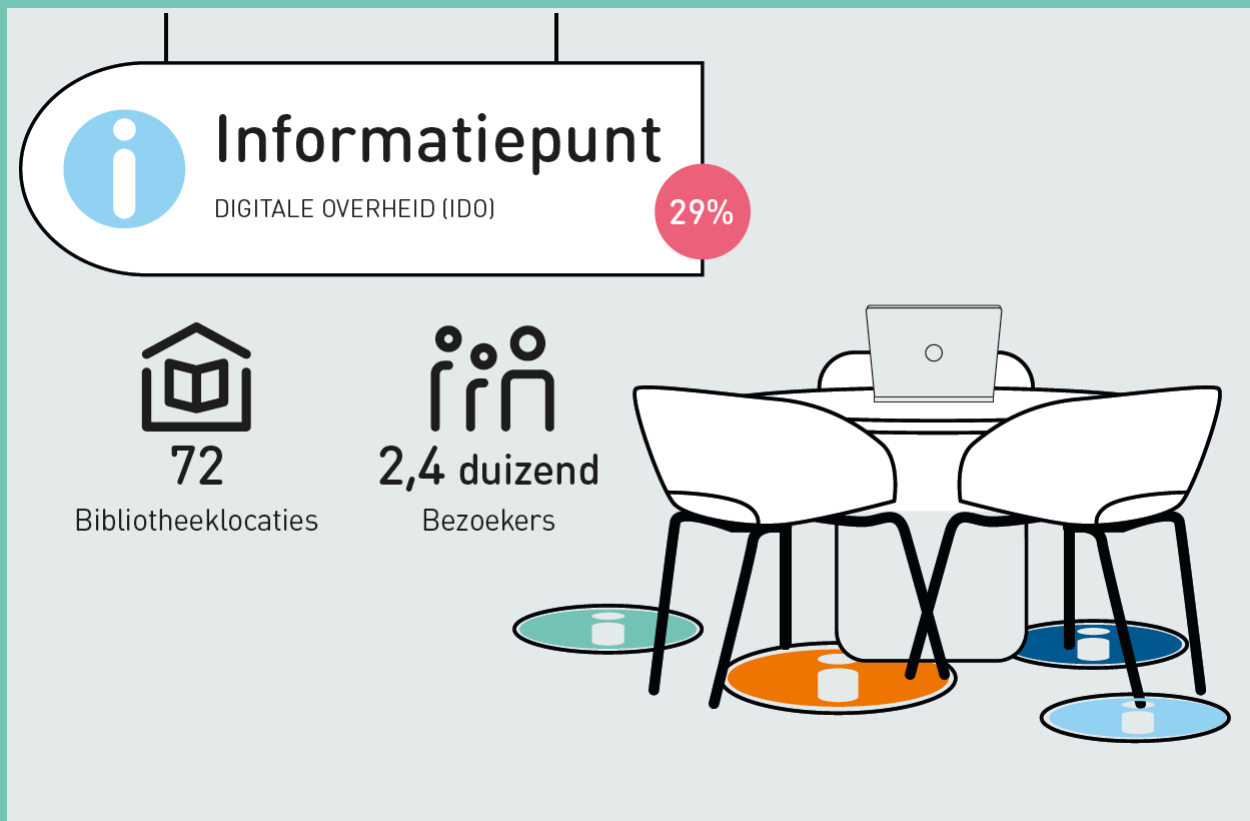 Informatiepunt
DIGITALE OVERHEID (IDO)
29%
72
Bibliotheeklocaties
2,4 duizend
Bezoekers